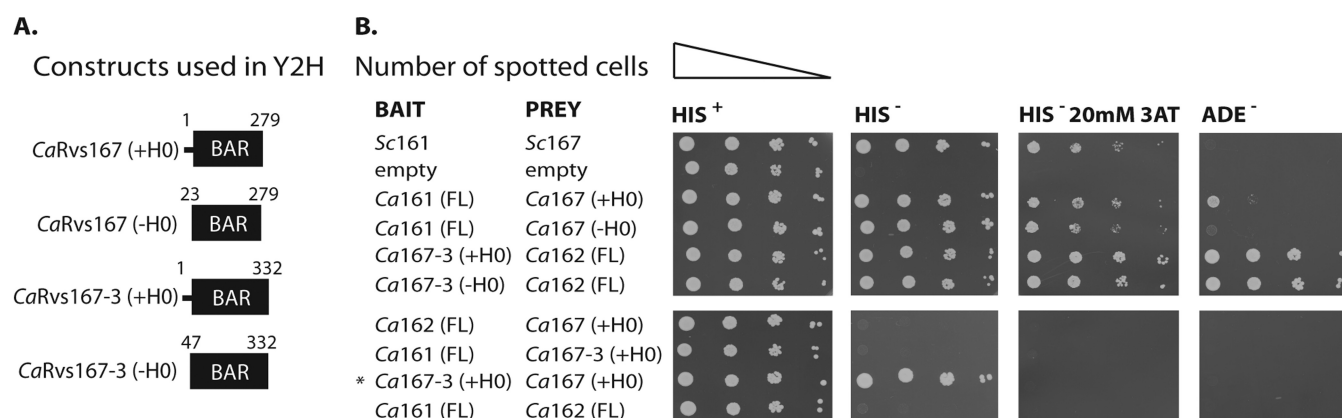 A.
Constructs used in Y2H
1 279
CaRvs167 (+H0) BAR
23 279
CaRvs167 (-H0) BAR
1 332
CaRvs167-3 (+H0) BAR
47 332
CaRvs167-3 (-H0) BAR
B.
Number of spotted cells
BAIT PREY HIS + HIS - HIS - 20mM 3AT ADE -
Sc161 Sc167
empty empty
Ca161 (FL) Ca167 (+H0)
Ca161 (FL) Ca167 (-H0)
Ca167-3 (+H0) Ca162 (FL)
Ca167-3 (-H0) Ca162 (FL)
Ca162 (FL) Ca167 (+H0)
Ca161 (FL) Ca167-3 (+H0)
* Ca167-3 (+H0) Ca167 (+H0)
Ca161 (FL) Ca162 (FL)